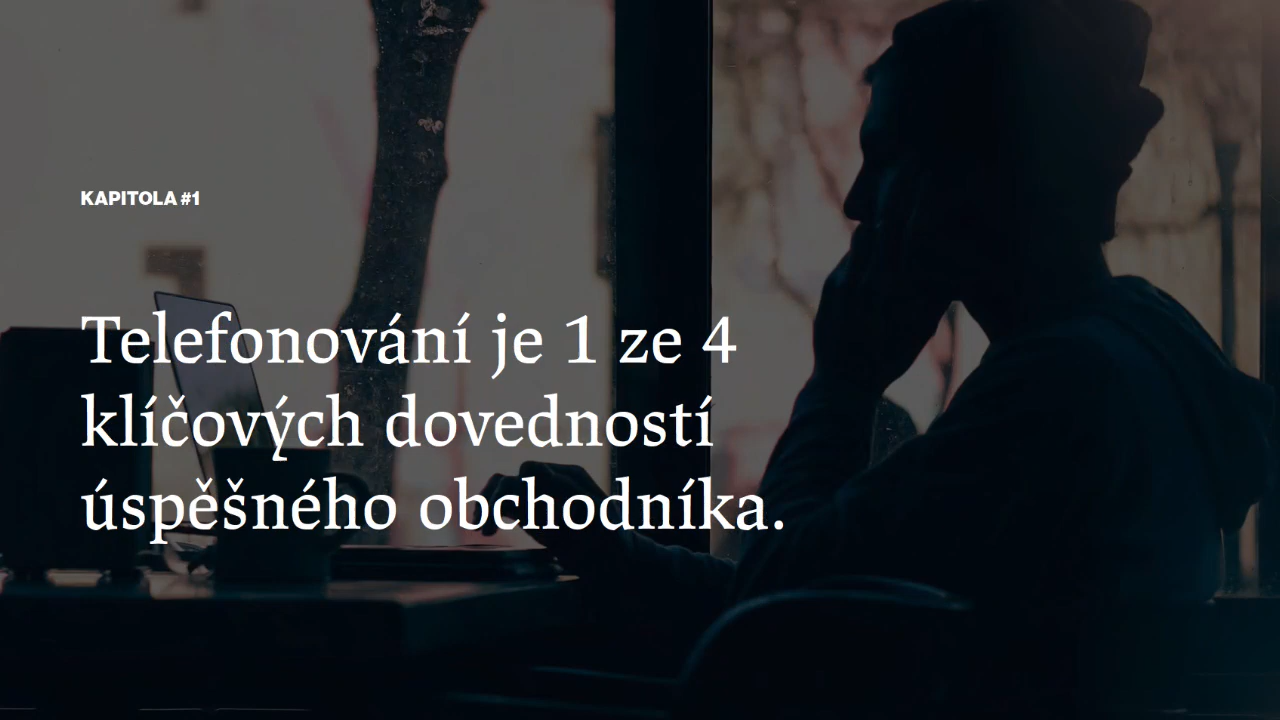 KAPITOLA #1
Telefonování je 1 ze 4
klíčových dovedností
úspěšného obchodníka.